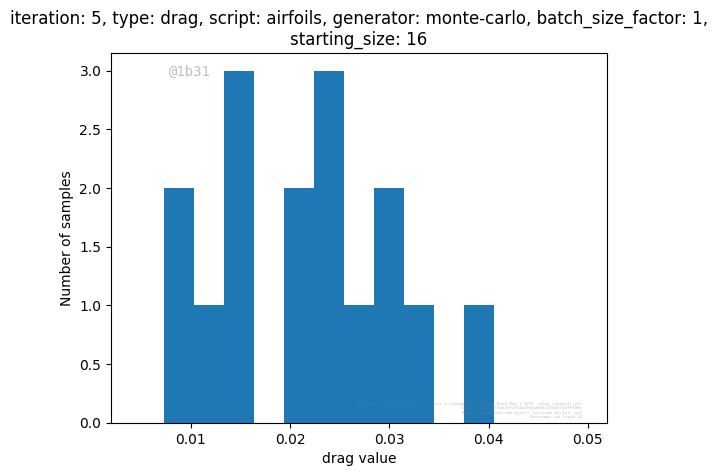 iteration: 5, type: drag, script: airfoils, generator: monte-carlo, batch_size_factor: 1,
starting_size: 16
@1b31
3.0
2.5
2.0
1.5
1.0
0.5
0.0
Number of samples
0.01
0.02
0.03
0.04
0.05
drag value